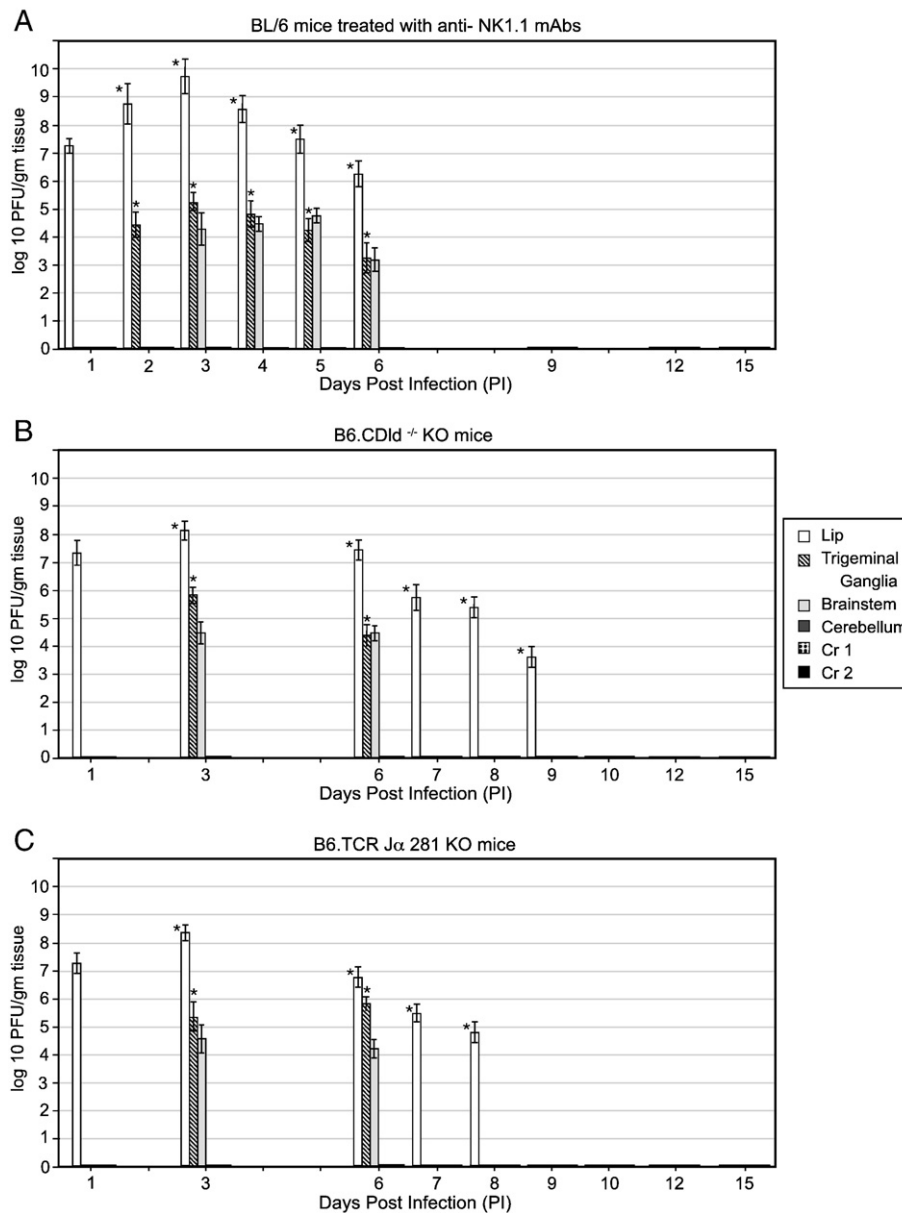 A
BL/6 mice treated with anti- NK1.1 mAbs
log 10 PFU/gm tissue
10
9
8
7
6
5
4
3
2
1
0
* * * * * *
* * * * *
1 2 3 4 5 6 9 12 15
Days Post Infection (PI)
B
B6.CDId -/- KO mice
log 10 PFU/gm tissue
10
9
8
7
6
5
4
3
2
1
0
* * * * *
* *
1 3 6 7 8 9 10 12 15
Days Post Infection (PI)
Lip
Trigeminal
Ganglia
Brainstem
Cerebellum
Cr 1
Cr 2
C
B6.TCR Jα 281 KO mice
log 10 PFU/gm tissue
10
9
8
7
6
5
4
3
2
1
0
* * * *
* *
1 3 6 7 8 9 10 12 15
Days Post Infection (PI)